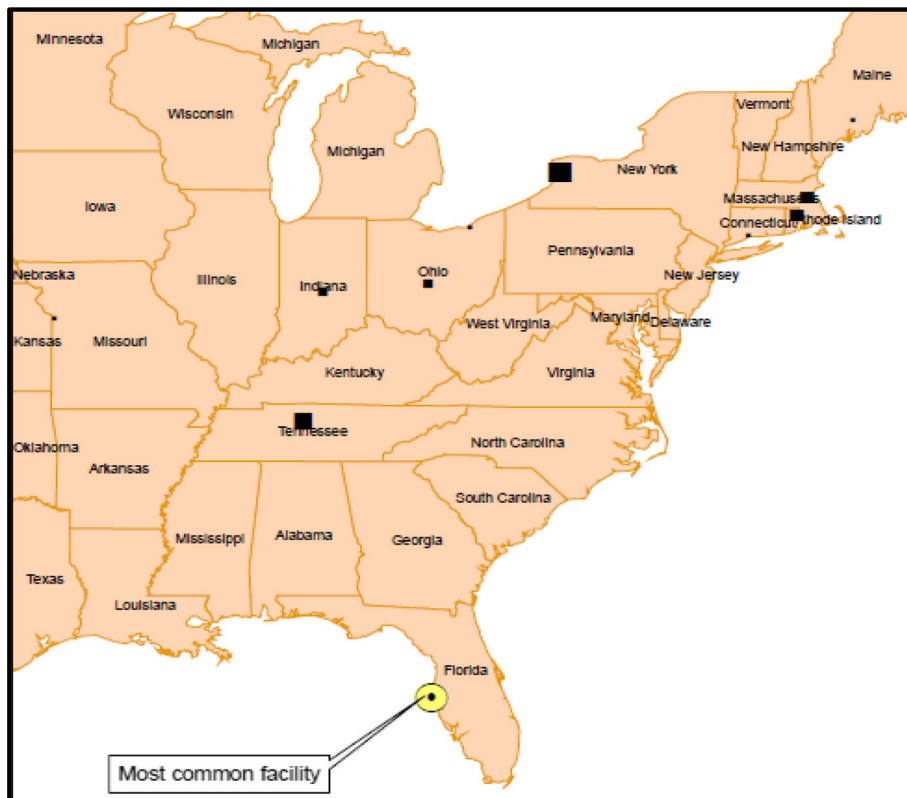 Minnesota
Michigan
Maine
Wisconsin
Vermont
Michigan
New Hampshire
New York
Massachusetts
Iowa
Connecticut
Rhode Island
Pennsylvania
Nebraska
Illinois
Indiana
Ohio
New Jersey
Kansas
Missouri
West Virginia
Maryland
Delaware
Kentucky
Virginia
Tennessee
Oklahoma
Arkansas
North Carolina
South Carolina
Mississippi
Alabama
Georgia
Texas
Louisiana
Florida
Most common facility